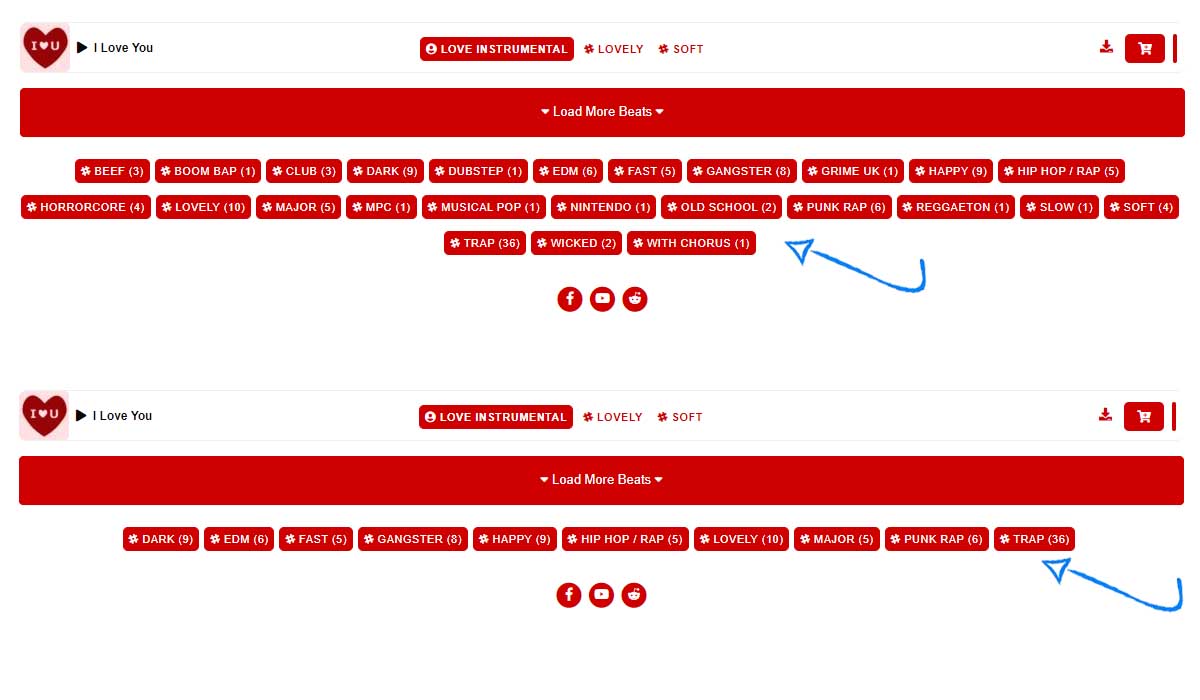 I♥U I Love You LOVE INSTRUMENTAL LOVELY SOFT
Load More Beats
BEEF (3) BOOM BAP (1) CLUB (3) DARK (9) DUBSTEP (1) EDM (6) FAST (5) GANGSTER (8) GRIME UK (1) HAPPY (9) HIP HOP / RAP (5)
HORRORCORE (4) LOVELY (10) MAJOR (5) MPC (1) MUSICAL POP (1) NINTENDO (1) OLD SCHOOL (2) PUNK RAP (6) REGGAETON (1) SLOW (1) SOFT (4)
TRAP (36) WICKED (2) WITH CHORUS (1)
I♥U I Love You LOVE INSTRUMENTAL LOVELY SOFT
Load More Beats
DARK (9) EDM (6) FAST (5) GANGSTER (8) HAPPY (9) HIP HOP / RAP (5) LOVELY (10) MAJOR (5) PUNK RAP (6) TRAP (36)